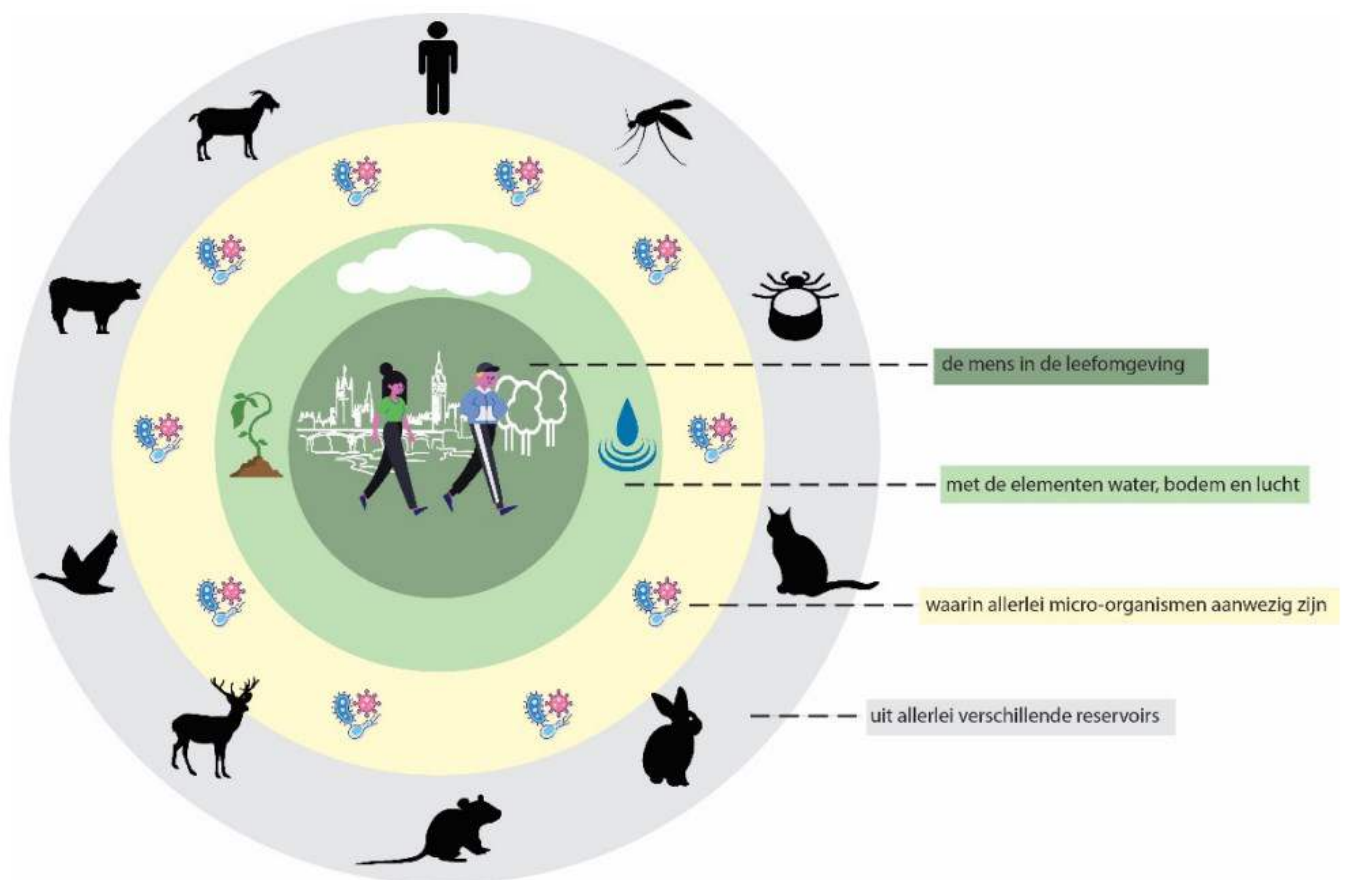 de mens in de leefomgeving
met de elementen water, bodem en lucht
waarin allerlei micro-organismen aanwezig zijn
uit allerlei verschillende reservoirs